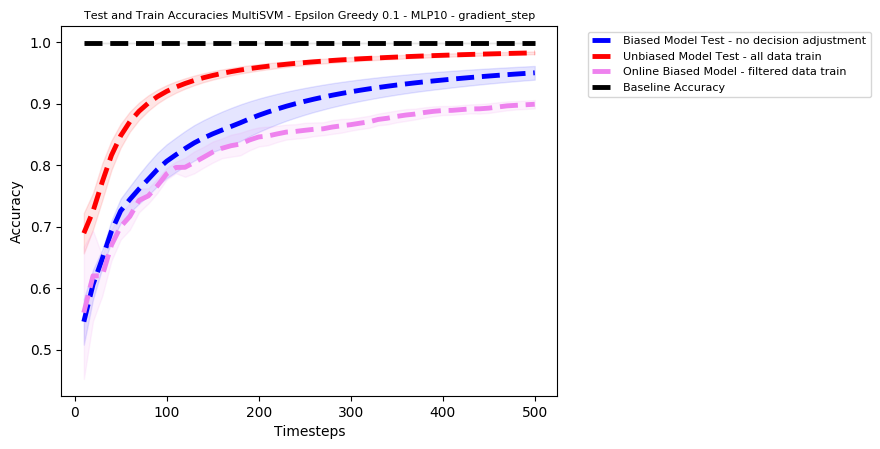 Test and Train Accuracies MultiSVM - Epsilon Greedy 0.1 - MLP10 - gradient_step
Biased Model Test - no decision adjustment
Unbiased Model Test - all data train
Online Biased Model - filtered data train
Baseline Accuracy
Accuracy
1.0
0.9
0.8
0.7
0.6
0.5
0
100
200
300
400
500
Timesteps